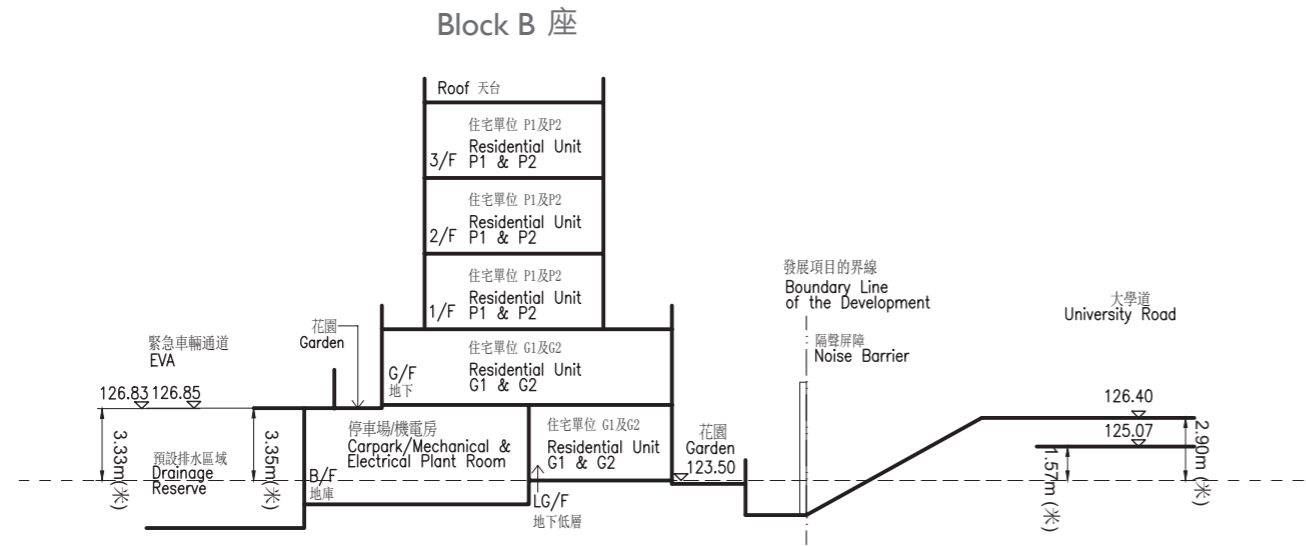 Block B 座
Roof 天台
住宅單位 P1及P2
Residential Unit
3/F P1 & P2
住宅單位 P1及P2
Residential Unit
2/F P1 & P2
住宅單位 P1及P2
Residential Unit
1/F P1 & P2
發展項目的界線
Boundary Line
of the Development
大學道
University Road
隔聲屏障
Noise Barrier
緊急車輛通道
EVA
花園
Garden
住宅單位 G1及G2
Residential Unit
G1 & G2
G/F
地下
126.83 126.85
126.40
125.07
停車場/機電房
Carpark/Mechanical &
Electrical Plant Room
住宅單位 G1及G2
Residential Unit
G1 & G2
花園
Garden
123.50
預設排水區域
Drainage
Reserve
B/F
地庫
LG/F
地下低層
3.33m(米)
3.35m(米)
1.57m(米)
2.90m (米)